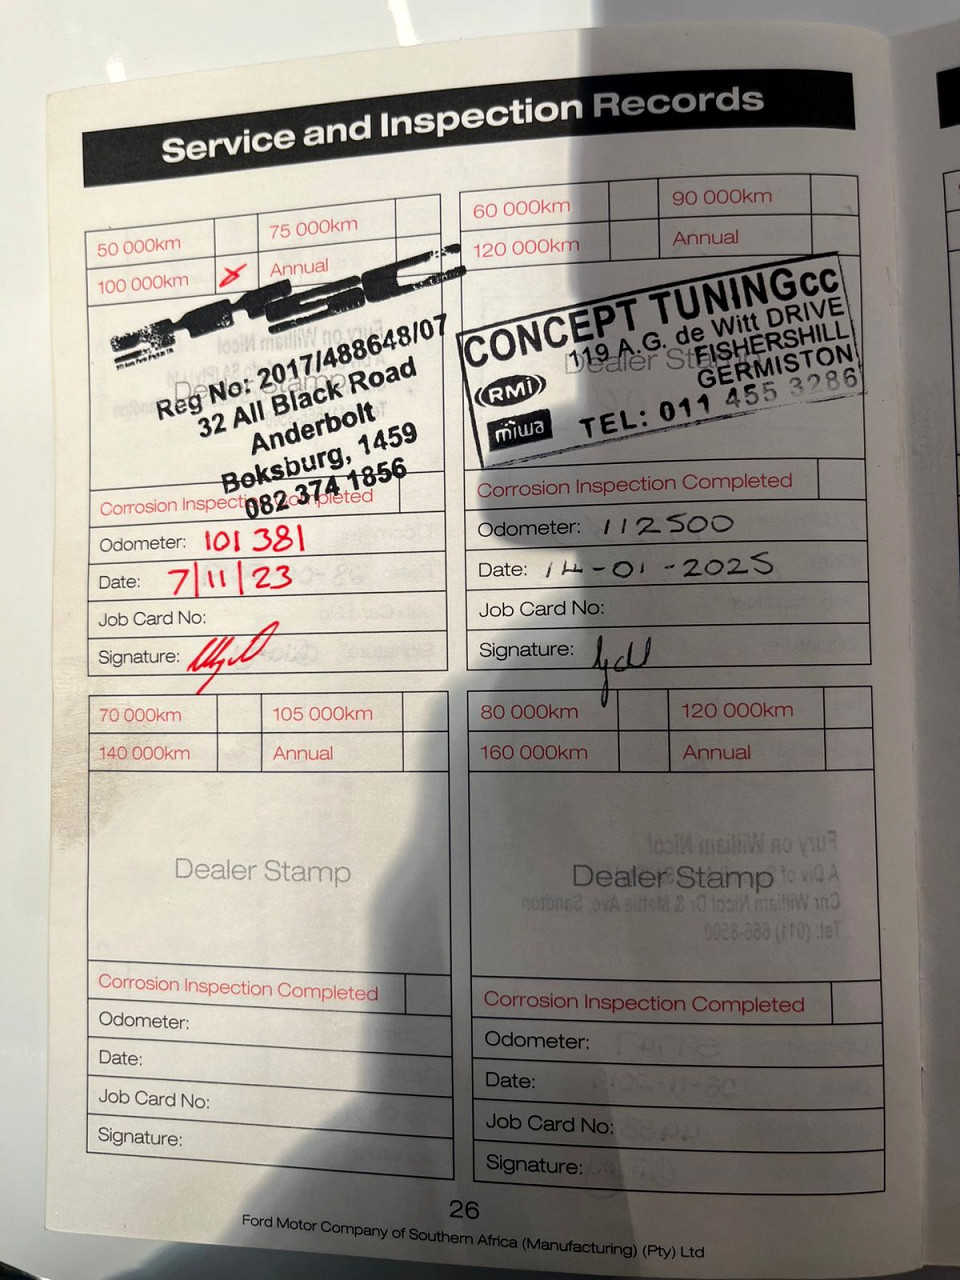 Service and Inspection Records
50 000km
75 000km
100 000km
Annual
Dealer Stamp
Reg No: 2017/488648/07
32 All Black Road
Anderbolt
Boksburg, 1459
082 374 1856
Corrosion Inspection Completed
Odometer: 101 381
Date: 7/11/23
Job Card No:
Signature:
60 000km
90 000km
120 000km
Annual
Dealer Stamp
CONCEPT TUNINGcc
119 A.G. de Witt DRIVE
FISHERSHILL
GERMISTON
RMi
miwa
TEL: 011 455 3286
Corrosion Inspection Completed
Odometer: 112500
Date: 14-01-2025
Job Card No:
Signature:
70 000km
105 000km
140 000km
Annual
Dealer Stamp
Corrosion Inspection Completed
Odometer:
Date:
Job Card No:
Signature:
80 000km
120 000km
160 000km
Annual
Dealer Stamp
Corrosion Inspection Completed
Odometer:
Date:
Job Card No:
Signature:
26
Ford Motor Company of Southern Africa (Manufacturing) (Pty) Ltd